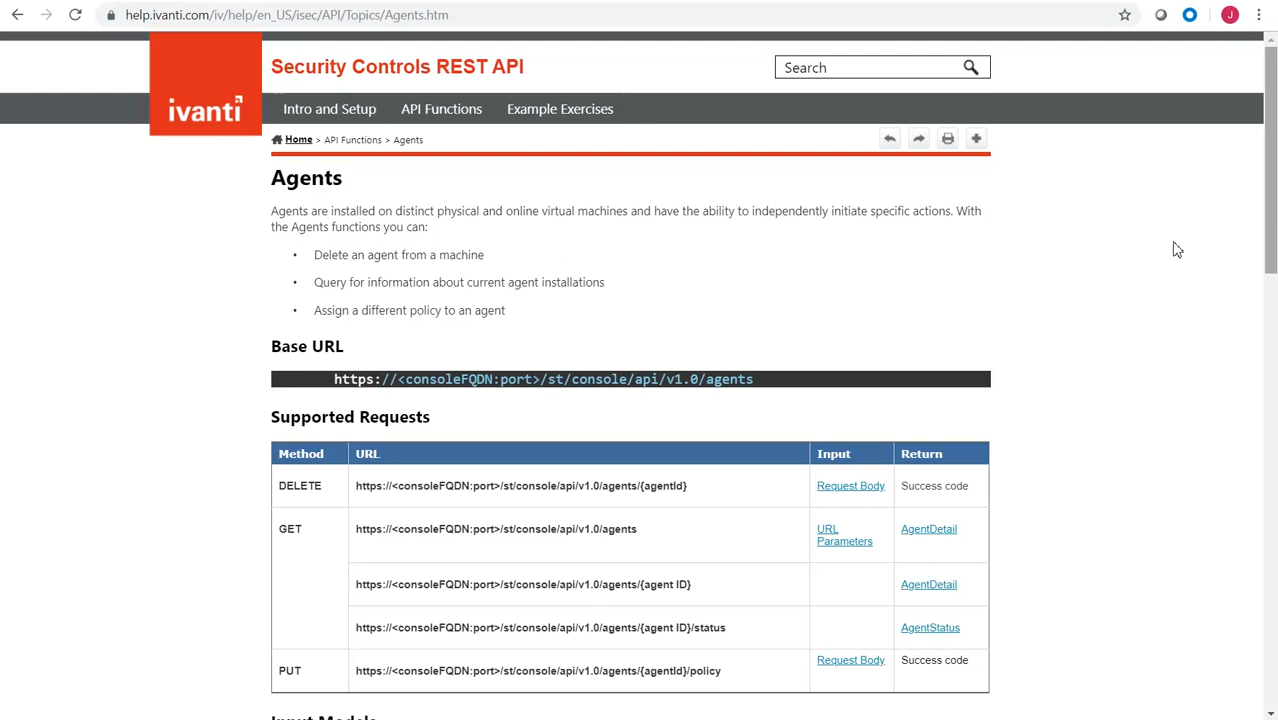 help.ivanti.com/iv/help/en_US/isec/API/Topics/Agents.htm
J
ivanti
Security Controls REST API
Search
Intro and Setup API Functions Example Exercises
Home > API Functions > Agents
Agents
Agents are installed on distinct physical and online virtual machines and have the ability to independently initiate specific actions. With
the Agents functions you can:
• Delete an agent from a machine
• Query for information about current agent installations
• Assign a different policy to an agent
Base URL
https://<consoleFQDN:port>/st/console/api/v1.0/agents
Supported Requests
Method URL Input Return
DELETE https://<consoleFQDN:port>/st/console/api/v1.0/agents/{agentId} Request Body Success code
GET https://<consoleFQDN:port>/st/console/api/v1.0/agents URL Parameters AgentDetail
https://<consoleFQDN:port>/st/console/api/v1.0/agents/{agent ID} AgentDetail
https://<consoleFQDN:port>/st/console/api/v1.0/agents/{agent ID}/status AgentStatus
PUT https://<consoleFQDN:port>/st/console/api/v1.0/agents/{agentId}/policy Request Body Success code
Input Models